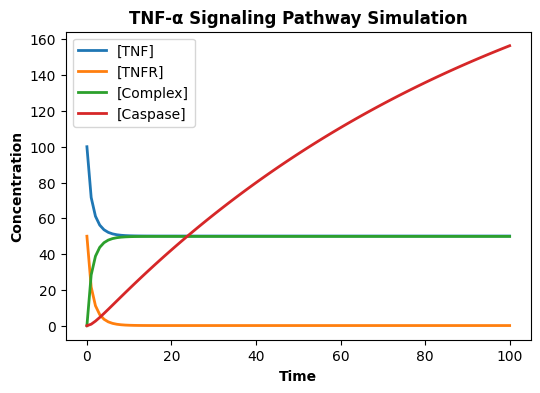 TNF-α Signaling Pathway Simulation
[TNF]
[TNFR]
[Complex]
[Caspase]
Concentration
160
140
120
100
80
60
40
20
0
0 20 40 60 80 100
Time